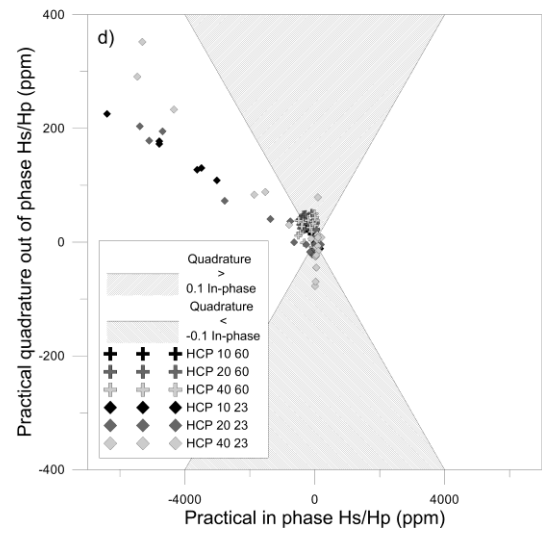 d)
Practical quadrature out of phase Hs/Hp (ppm)
400
200
0
-200
-400
Quadrature
>
0.1 In-phase
Quadrature
<
-0.1 In-phase
HCP 10 60
HCP 20 60
HCP 40 60
HCP 10 23
HCP 20 23
HCP 40 23
-4000 0 4000
Practical in phase Hs/Hp (ppm)